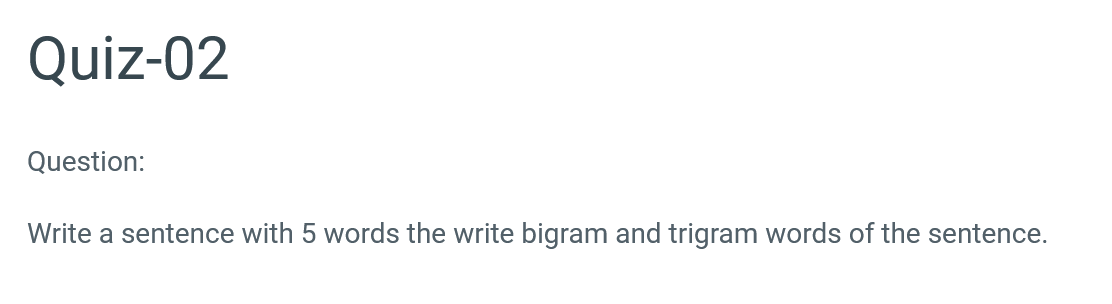 Quiz-02
Question:
Write a sentence with 5 words the write bigram and trigram words of the sentence.